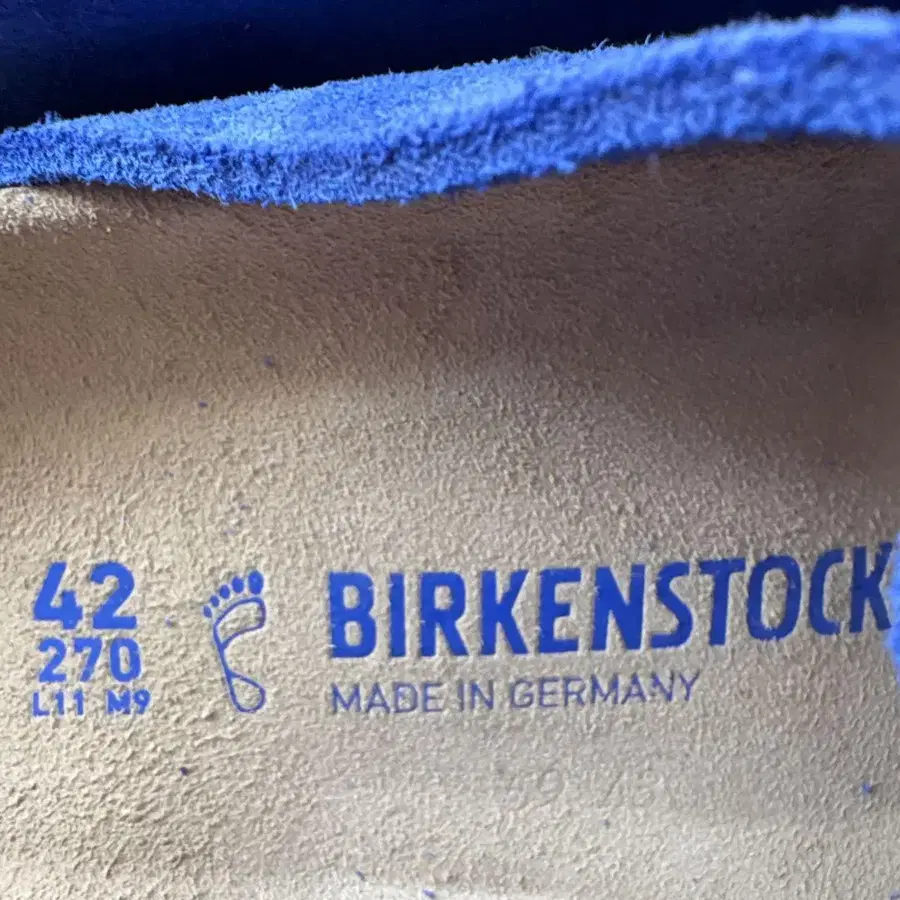 42
270
L11 M9
BIRKENSTOCK
MADE IN GERMANY